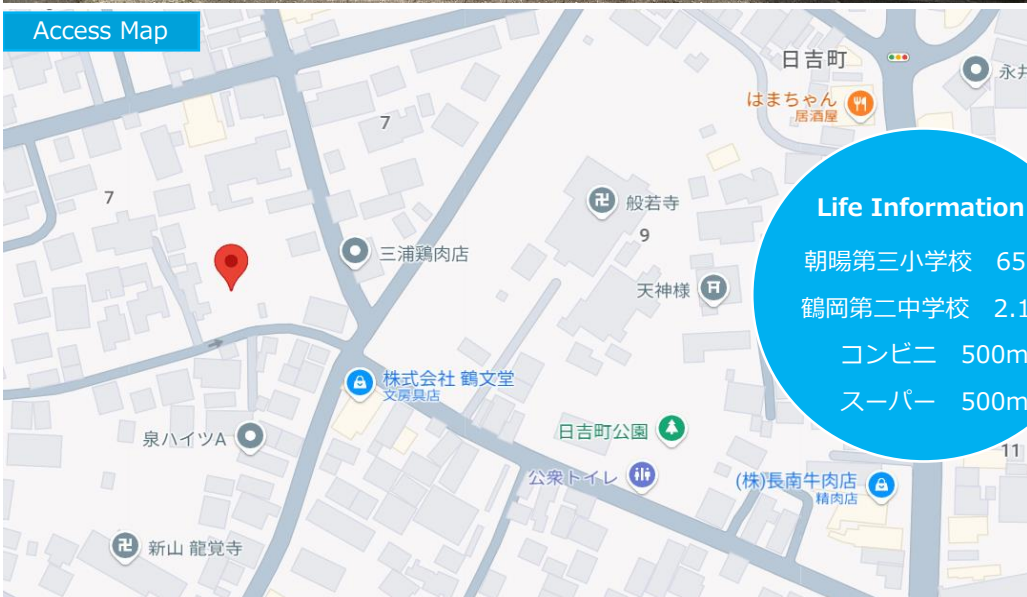 Access Map
日吉町
永井
はまちゃん
居酒屋
7
7
般若寺
9
三浦鶏肉店
天神様
Life Information
朝暘第三小学校 65
鶴岡第二中学校 2.1
コンビニ 500m
スーパー 500m
株式会社 鶴文堂
文房具店
泉ハイツA
日吉町公園
公衆トイレ
(株)長南牛肉店
精肉店
11
新山 龍覚寺